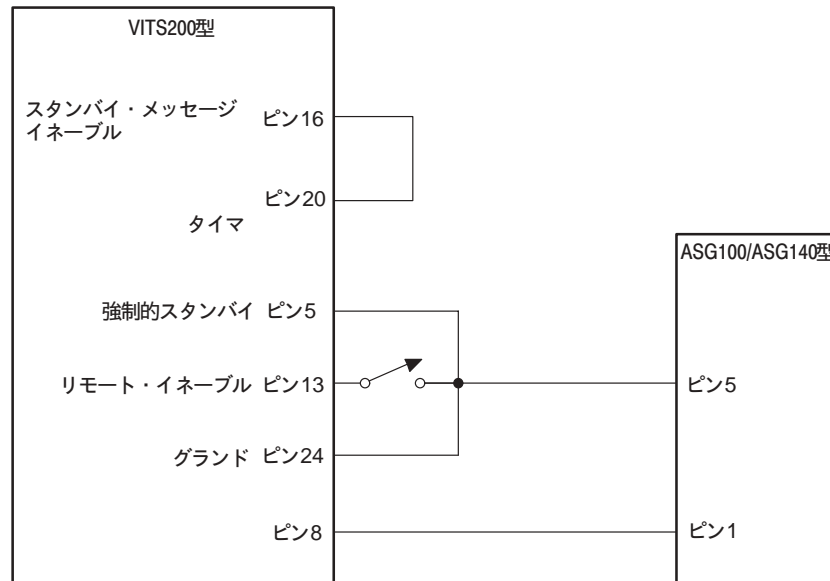 VITS200型
スタンバイ・メッセージ
イネーブル
ピン16
ピン20
タイマ
ASG100/ASG140型
強制的スタンバイ ピン5
リモート・イネーブル ピン13
ピン5
グランド ピン24
ピン8
ピン1